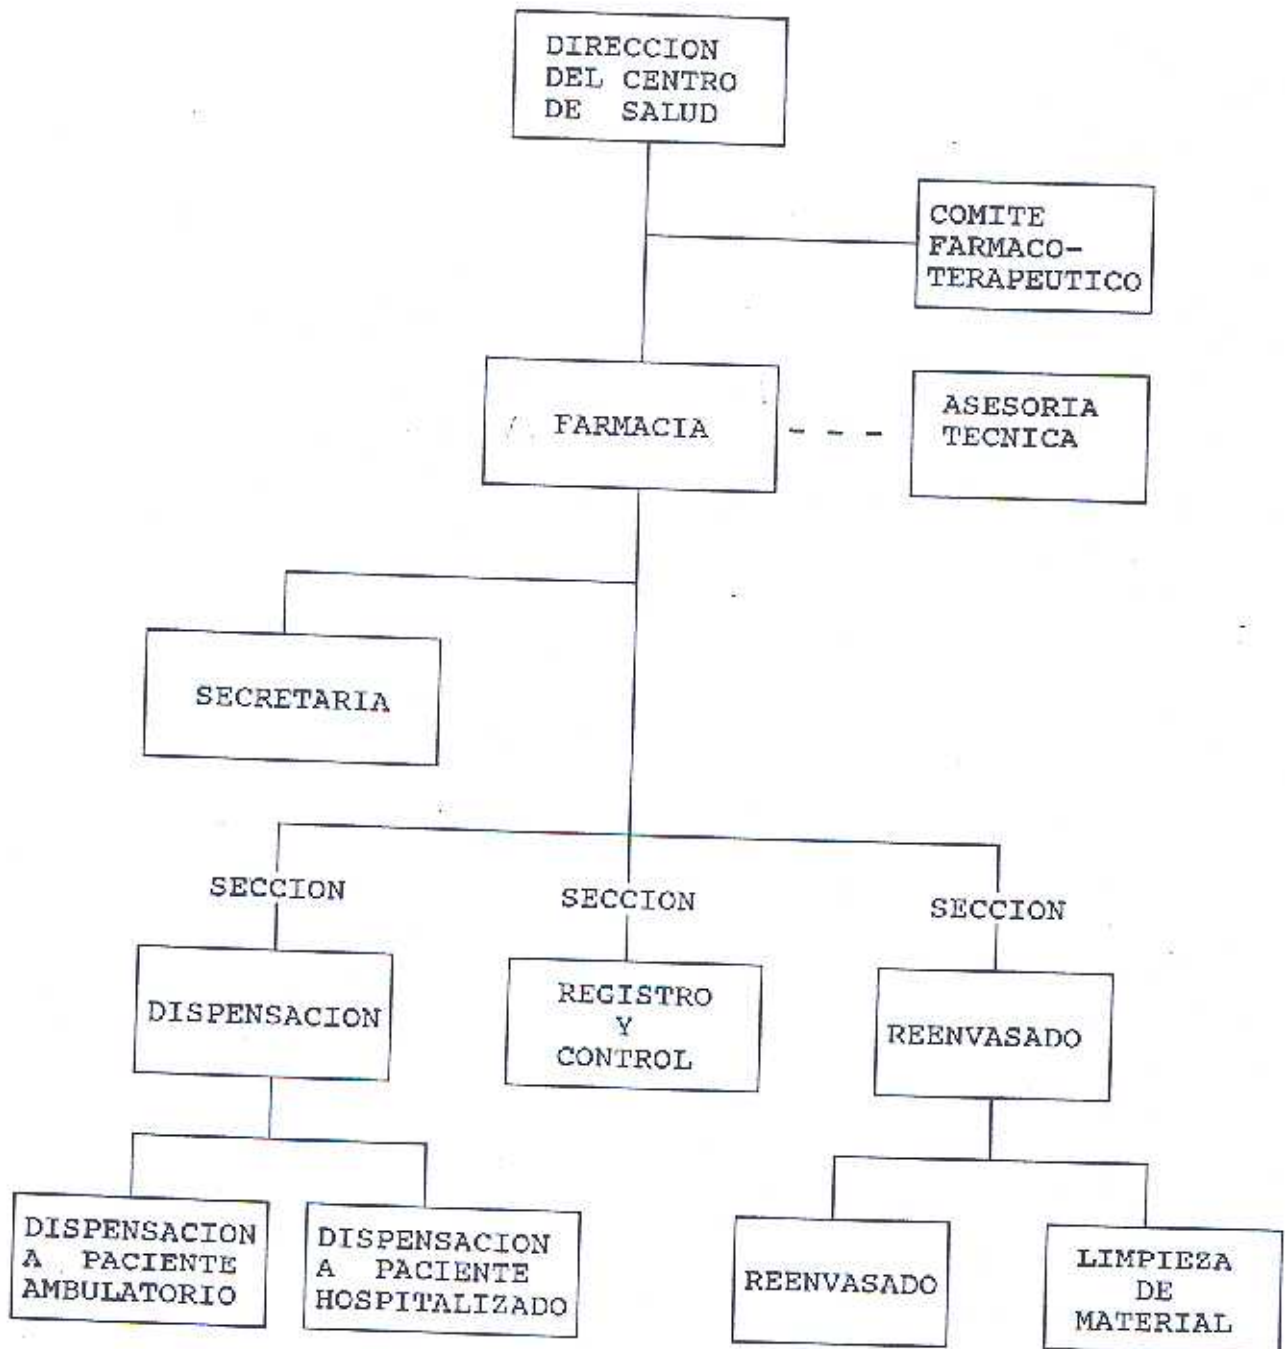 DIRECCION
DEL CENTRO
DE SALUD
COMITE
FARMACO-
TERAPEUTICO
FARMACIA
ASESORIA
TECNICA
SECRETARIA
SECCION
SECCION
SECCION
DISPENSACION
REGISTRO
Y
CONTROL
REENVASADO
DISPENSACION
A PACIENTE
AMBULATORIO
DISPENSACION
A PACIENTE
HOSPITALIZADO
REENVASADO
LIMPIEZA
DE
MATERIAL